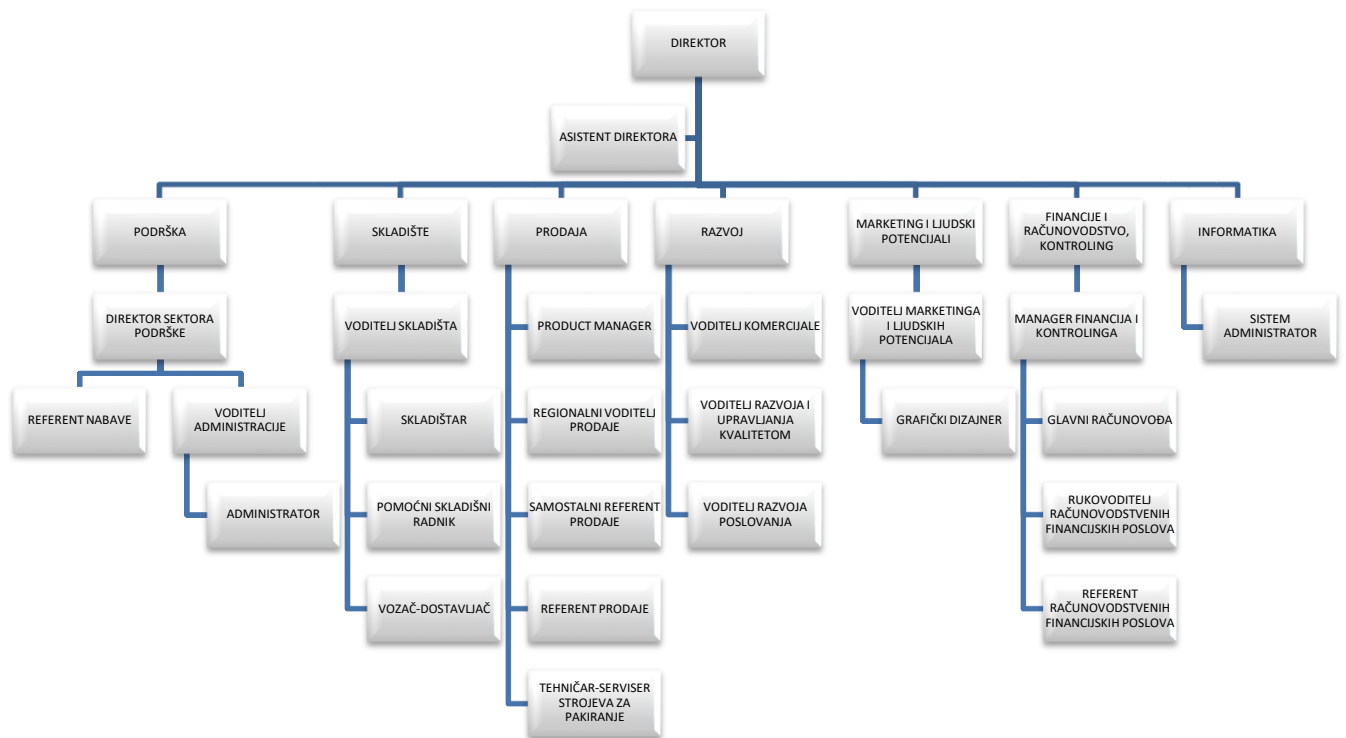 DIREKTOR
ASISTENT DIREKTORA
PODRŠKA
SKLADIŠTE
PRODAJA
RAZVOJ
MARKETING I LJUDSKI
POTENCIJALI
FINANCIJE I
RAČUNOVODSTVO,
KONTROLING
INFORMATIKA
DIREKTOR SEKTORA
PODRŠKE
VODITELJ SKLADIŠTA
PRODUCT MANAGER
VODITELJ KOMERCIJALE
VODITELJ MARKETINGA
I LJUDSKIH
POTENCIJALA
MANAGER FINANCIJA I
KONTROLINGA
SISTEM
ADMINISTRATOR
REFERENT NABAVE
VODITELJ
ADMINISTRACIJE
SKLADIŠTAR
REGIONALNI VODITELJ
PRODAJE
VODITELJ RAZVOJA I
UPRAVLJANJA
KVALITETOM
GRAFIČKI DIZAJNER
GLAVNI RAČUNOVOĐA
ADMINISTRATOR
POMOĆNI SKLADIŠNI
RADNIK
SAMOSTALNI REFERENT
PRODAJE
VODITELJ RAZVOJA
POSLOVANJA
RUKOVODITELJ
RAČUNOVODSTVENIH
FINANCIJSKIH POSLOVA
VOZAČ-DOSTAVLJAČ
REFERENT PRODAJE
REFERENT
RAČUNOVODSTVENIH
FINANCIJSKIH POSLOVA
TEHNIČAR-SERVISER
STROJEVA ZA
PAKIRANJE